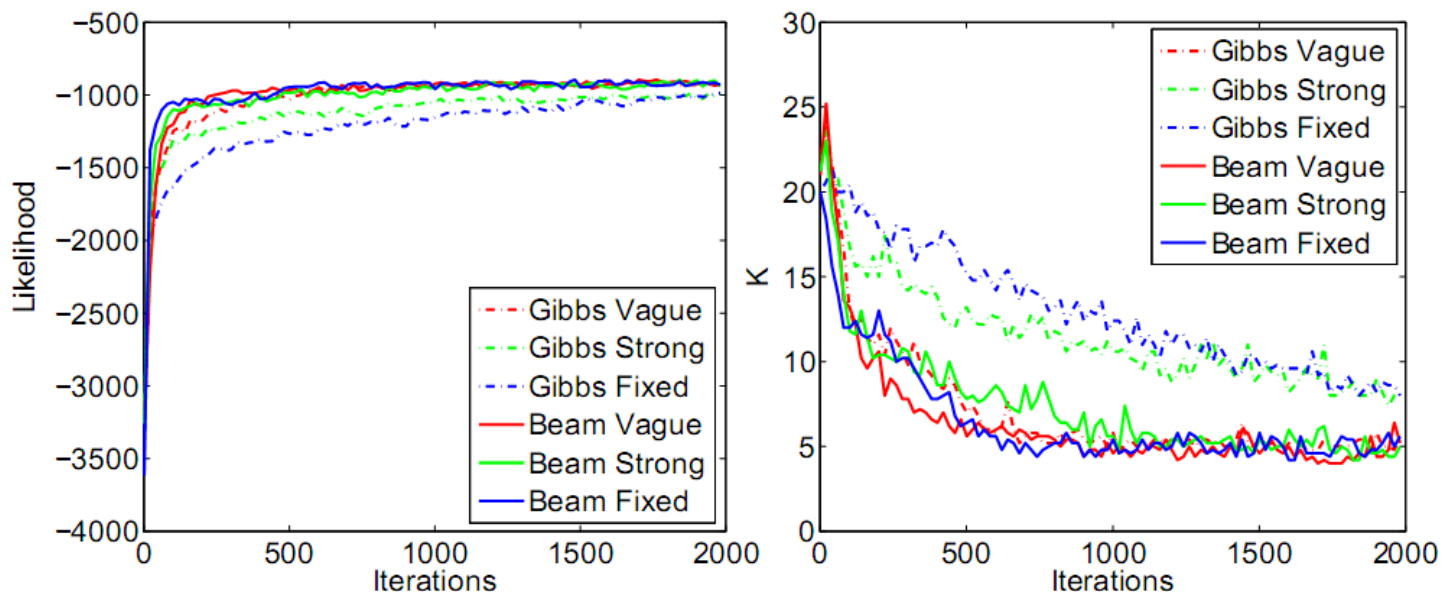 −500
−1000
−1500
−2000
−2500
−3000
−3500
−4000
Likelihood
0 500 1000 1500 2000
Iterations
Gibbs Vague
Gibbs Strong
Gibbs Fixed
Beam Vague
Beam Strong
Beam Fixed
30
25
20
15
10
5
0
K
0 500 1000 1500 2000
Iterations
Gibbs Vague
Gibbs Strong
Gibbs Fixed
Beam Vague
Beam Strong
Beam Fixed